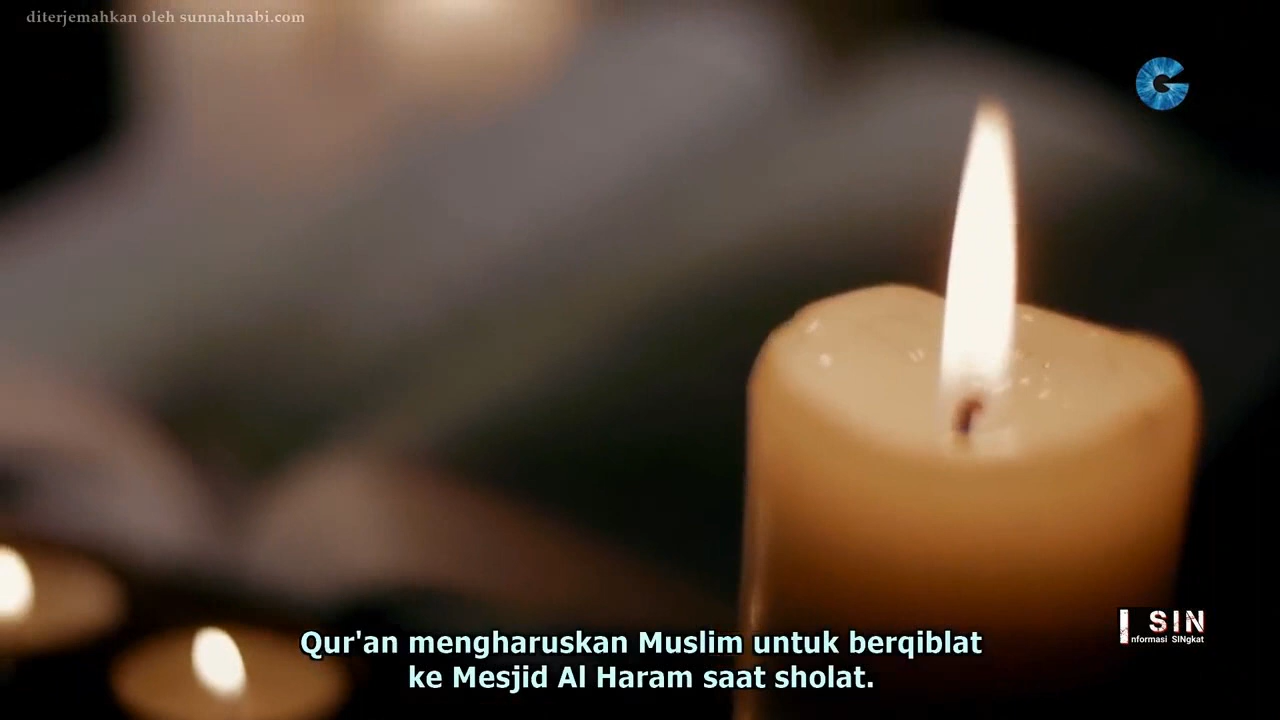 diterjemahkan oleh sunnahnabi.com
I SIN
nformasi SINgkat
Qur'an mengharuskan Muslim untuk berqiblat
ke Mesjid Al Haram saat sholat.